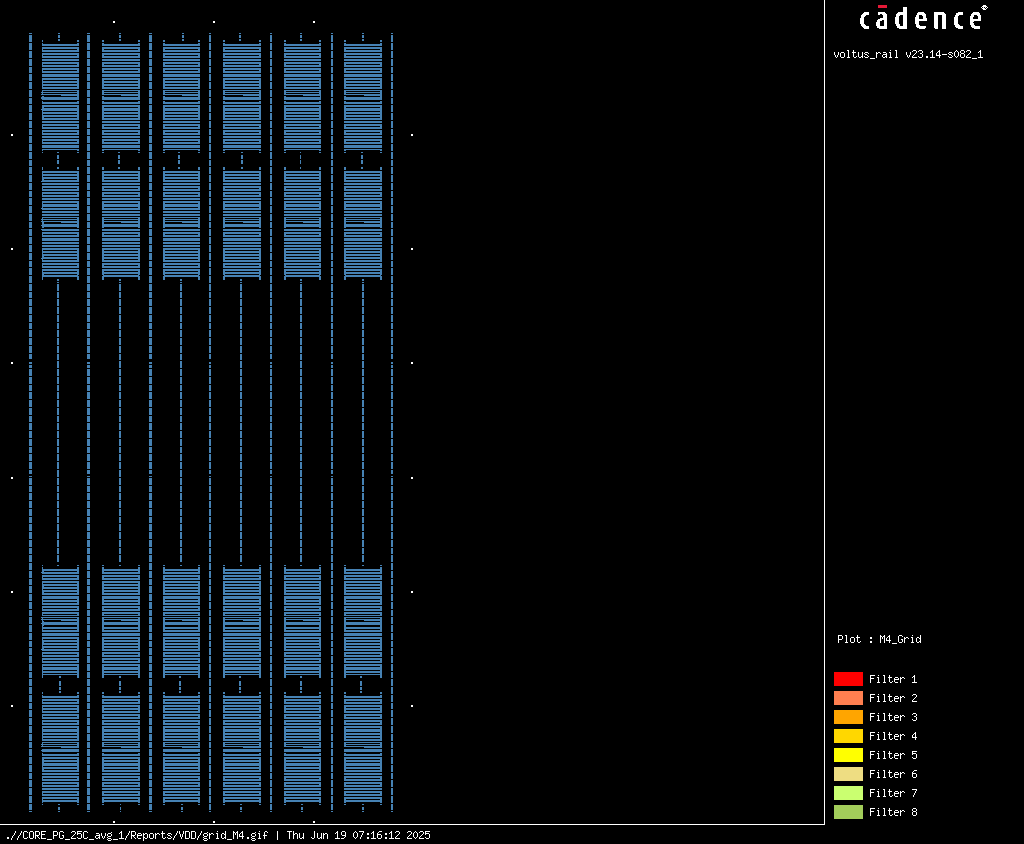 cādence®
voltus_rail v23.14-s082_1
Plot : M4_Grid
Filter 1
Filter 2
Filter 3
Filter 4
Filter 5
Filter 6
Filter 7
Filter 8
.//CORE_PG_25C_avg_1/Reports/VDD/grid_M4.gif | Thu Jun 19 07:16:12 2025